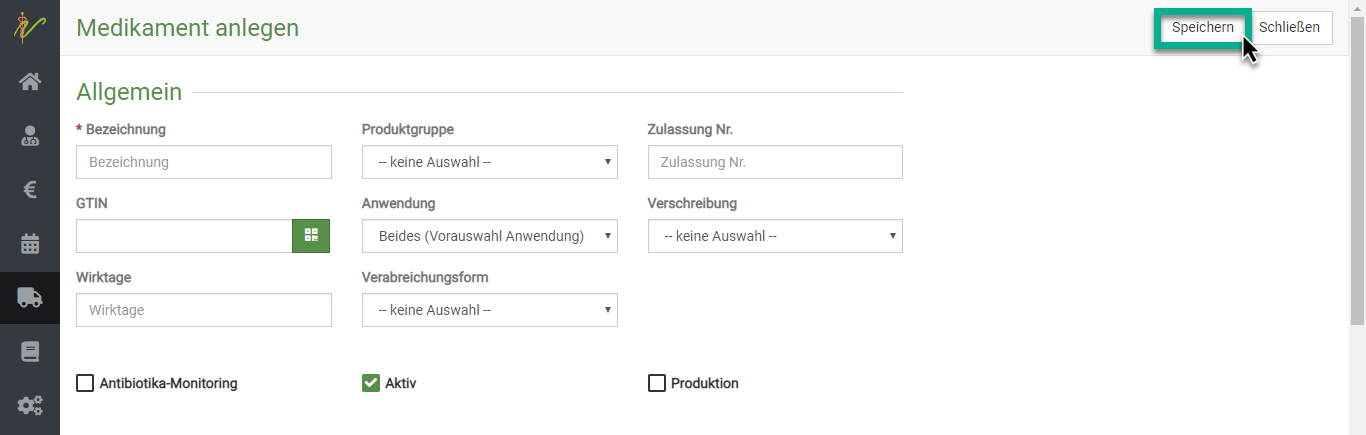 Medikament anlegen
Speichern
Schließen
Allgemein
* Bezeichnung
Produktgruppe
Zulassung Nr.
Bezeichnung
-- keine Auswahl --
Zulassung Nr.
GTIN
Anwendung
Verschreibung
Beides (Vorauswahl Anwendung)
-- keine Auswahl --
Wirktage
Verabreichungsform
Wirktage
-- keine Auswahl --
Antibiotika-Monitoring
Aktiv
Produktion